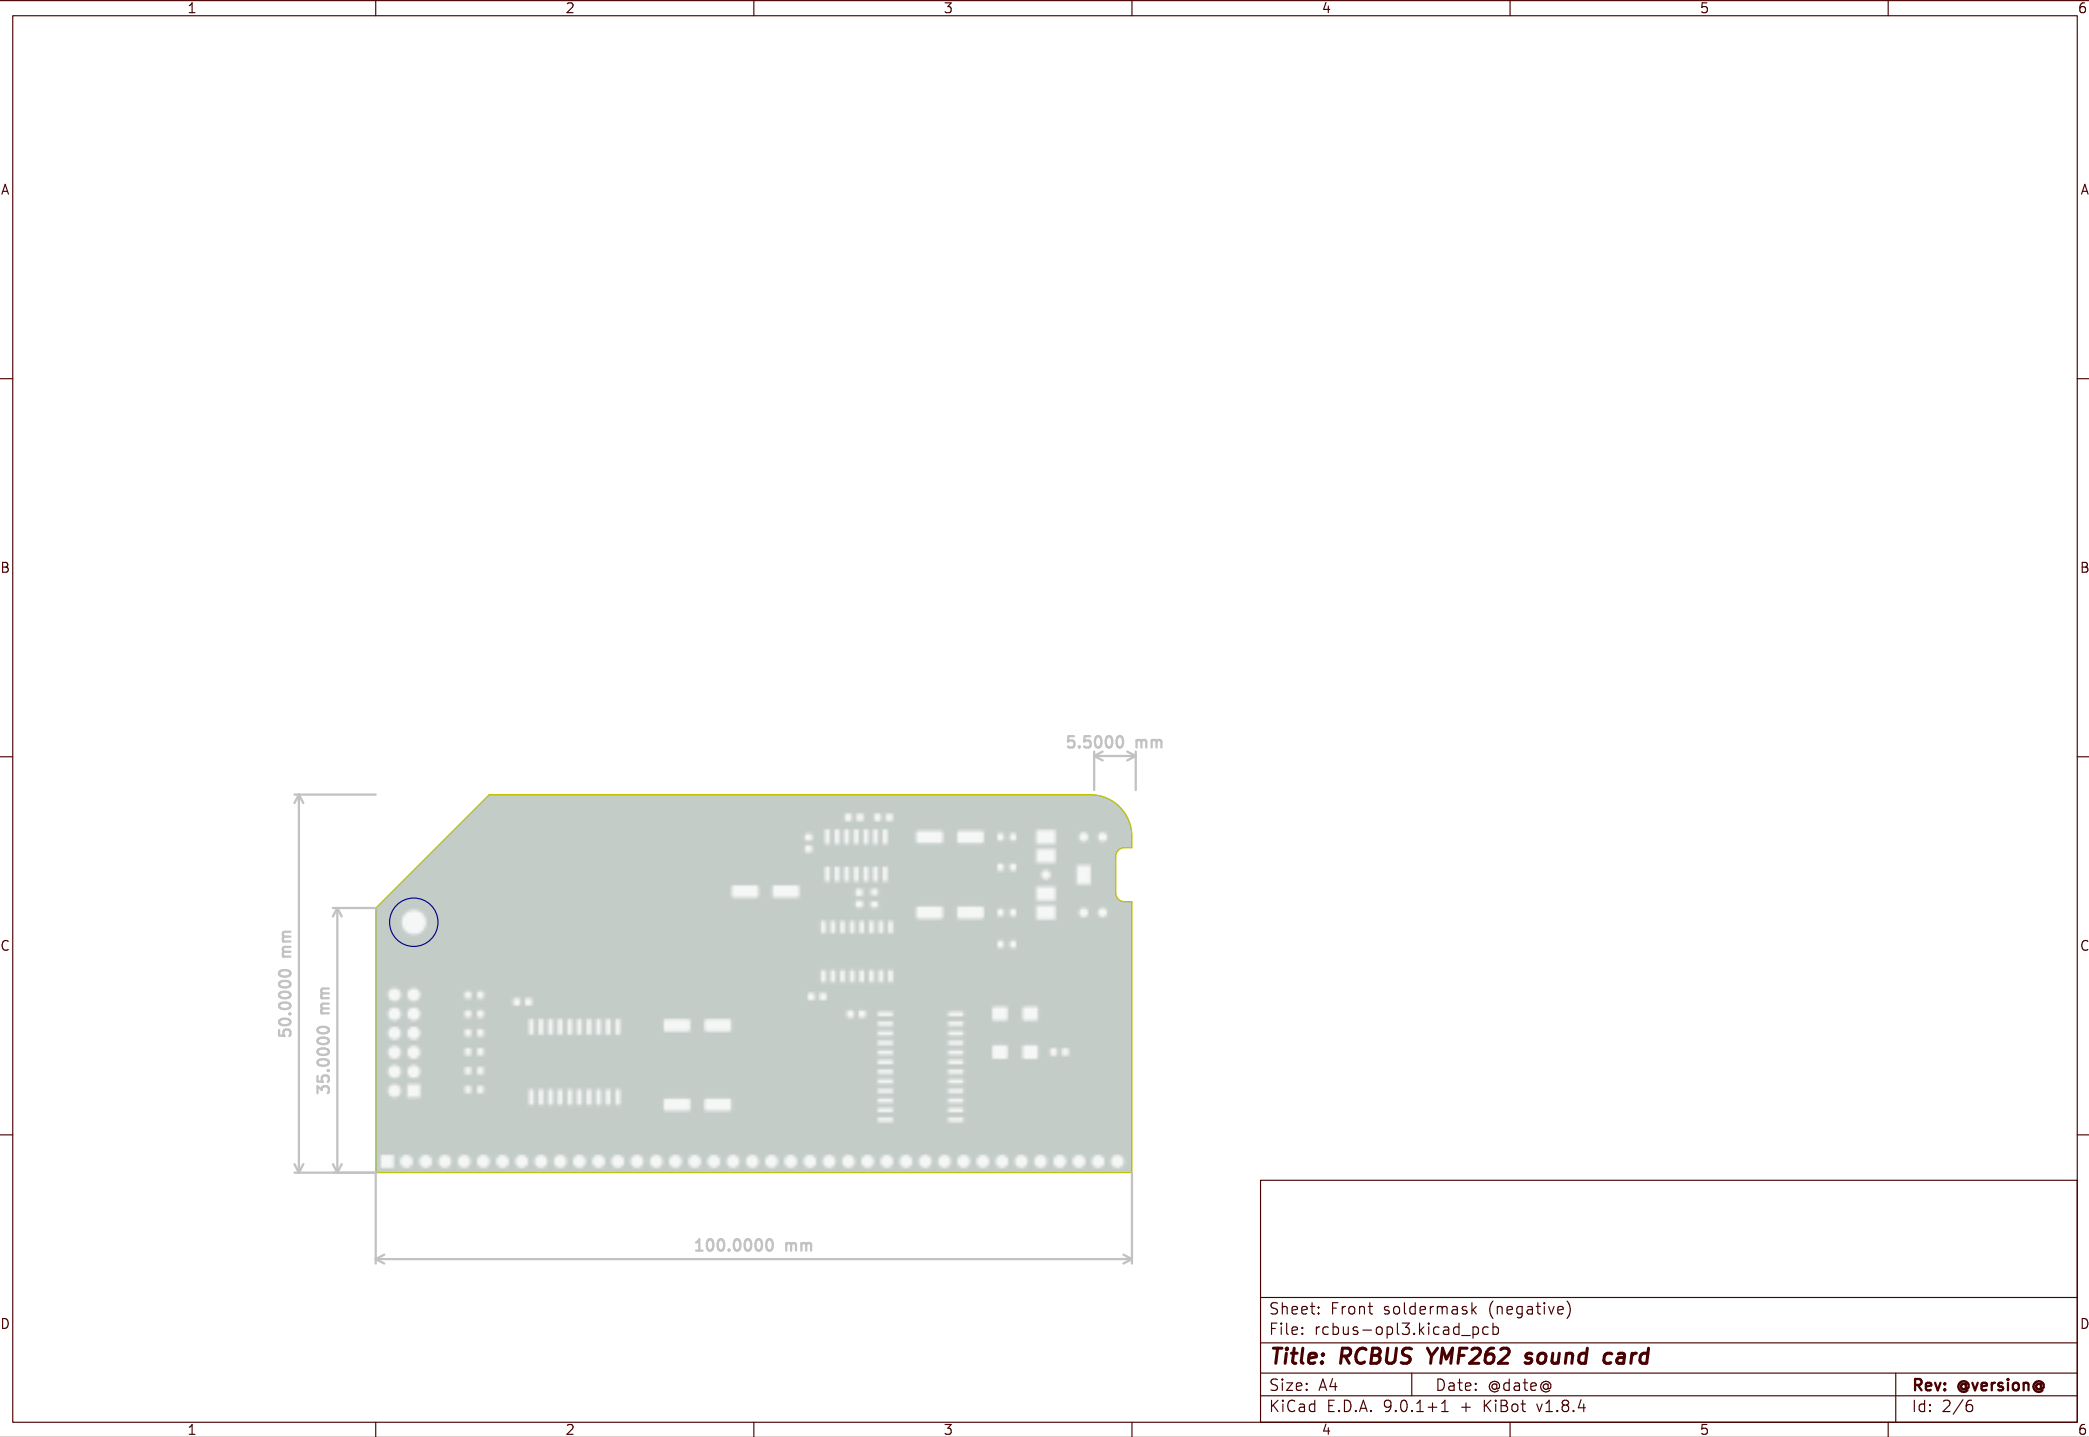 1 2 3 4 5 6
A A
B B
5.5000 mm
50.0000 mm
35.0000 mm
C C
100.0000 mm
Sheet: Front soldermask (negative)
File: rcbus-opl3.kicad_pcb
D D
Title: RCBUS YMF262 sound card
Size: A4 Date: @date@ Rev: @version@
KiCad E.D.A. 9.0.1+1 + KiBot v1.8.4 Id: 2/6
1 2 3 4 5 6